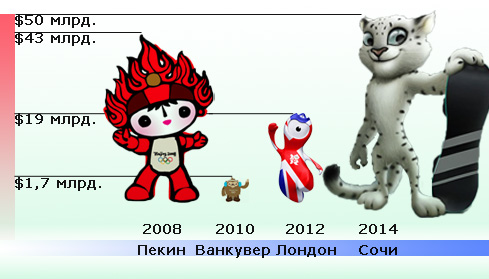 $50 млрд.
$43 млрд.
$19 млрд.
$1,7 млрд.
2008 2010 2012 2014
Пекин Ванкувер Лондон Сочи